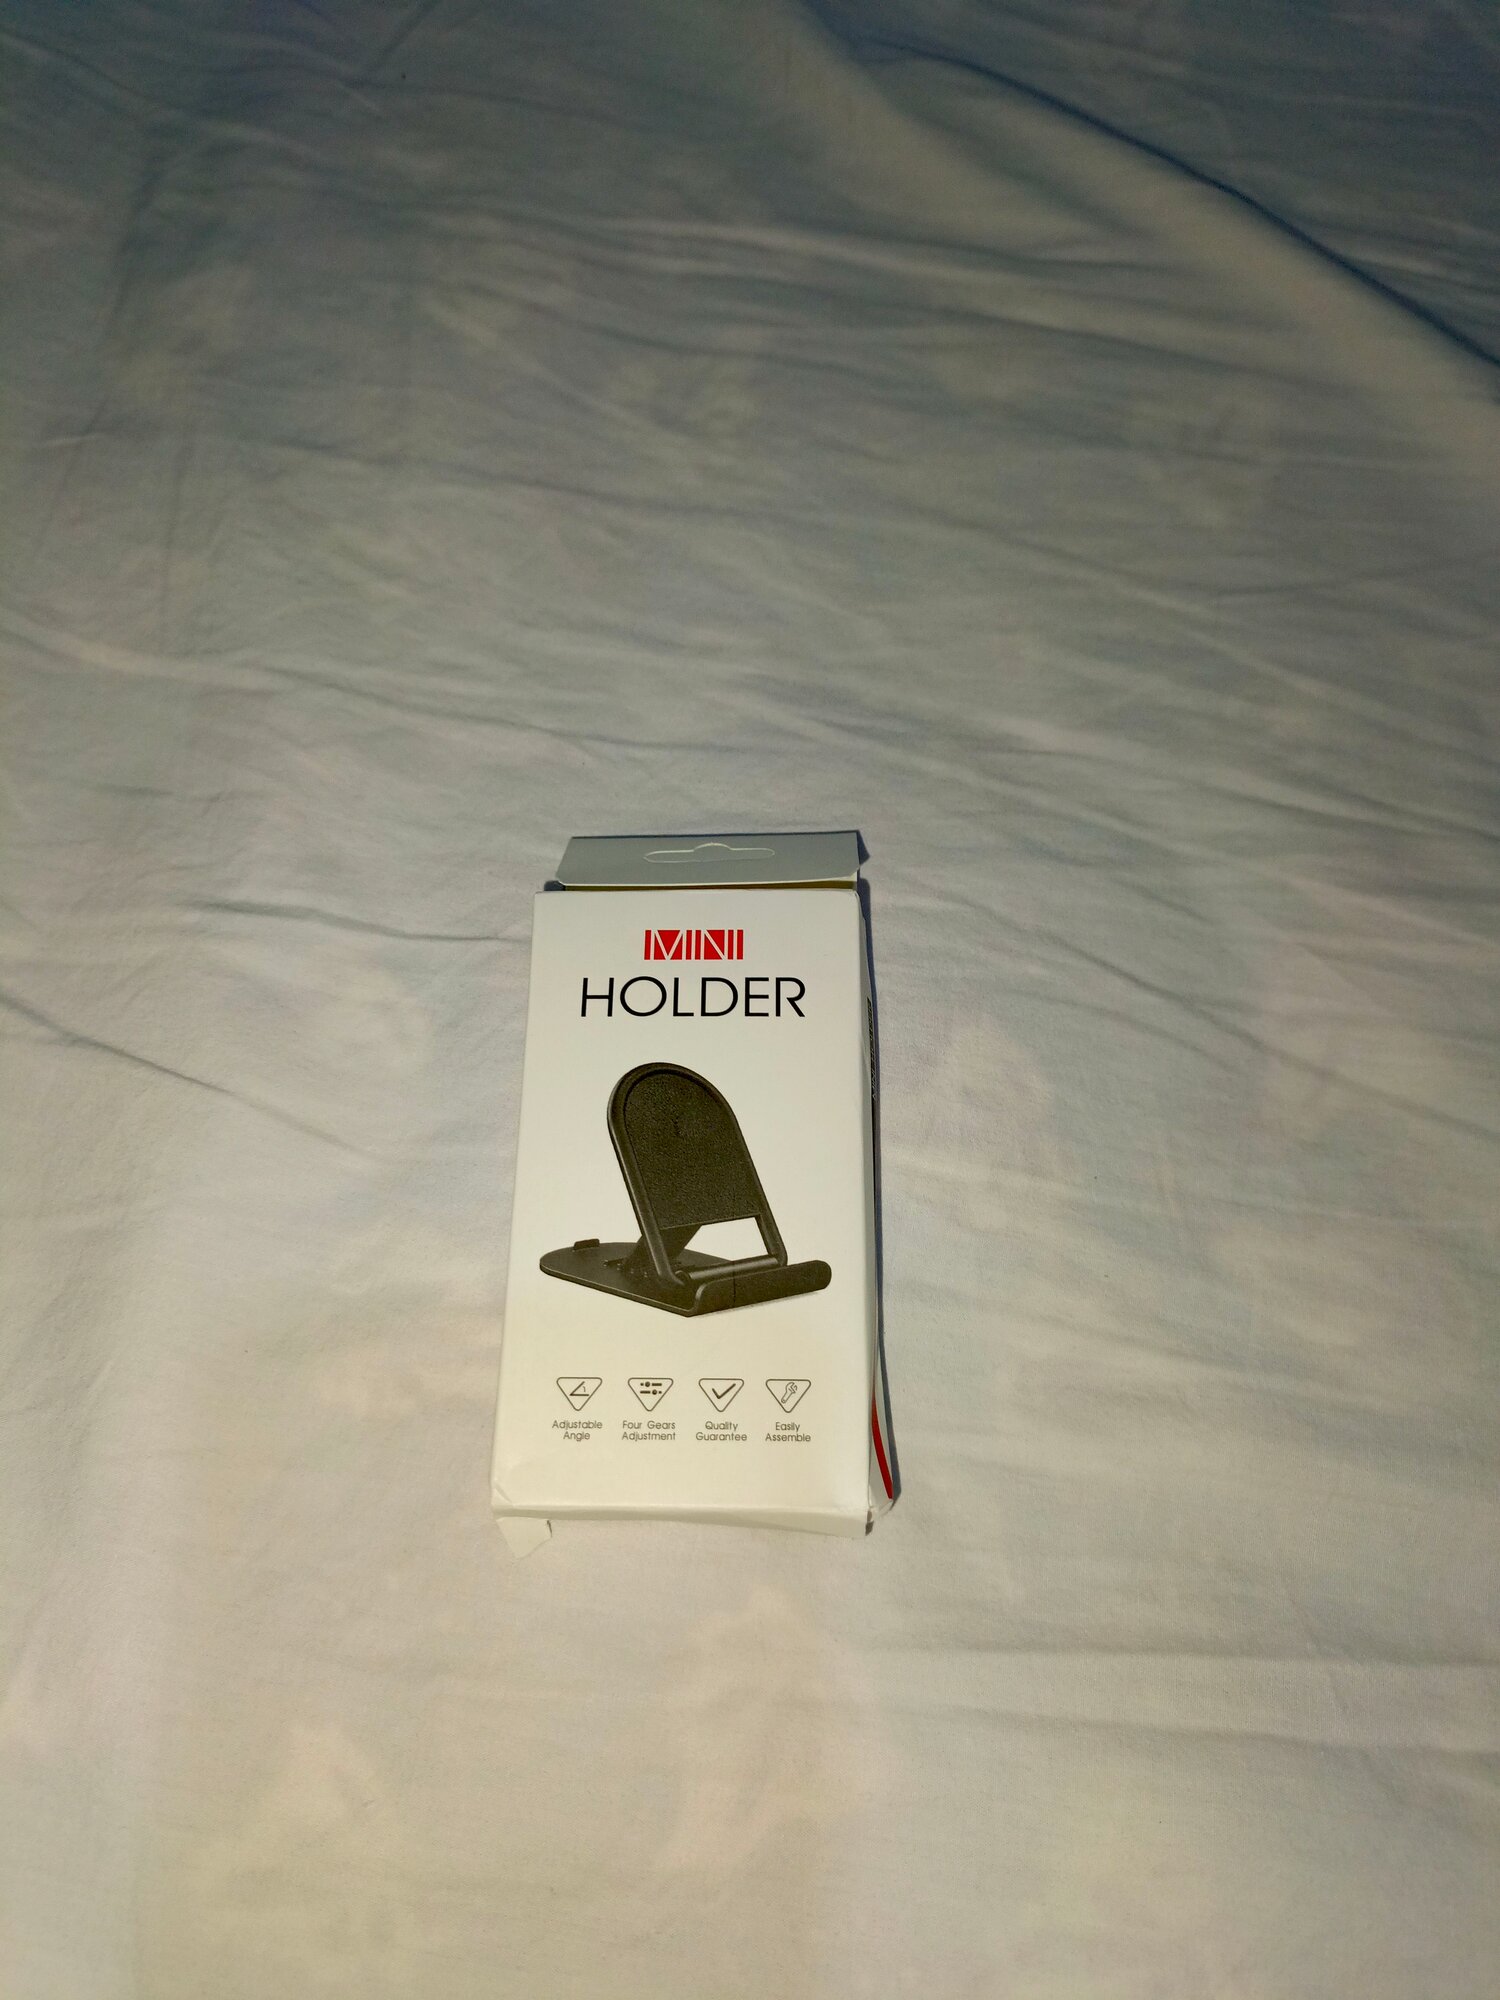 MINI
HOLDER
Adjustable
Angle
Four Gears
Adjustment
Quality
Guarantee
Easily
Assemble